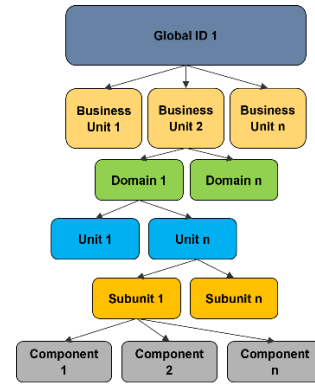 Global ID 1
Business Business Business
Unit 1 Unit 2 Unit n
Domain 1 Domain n
Unit 1 Unit n
Subunit 1 Subunit n
Component Component Component
1 2 n